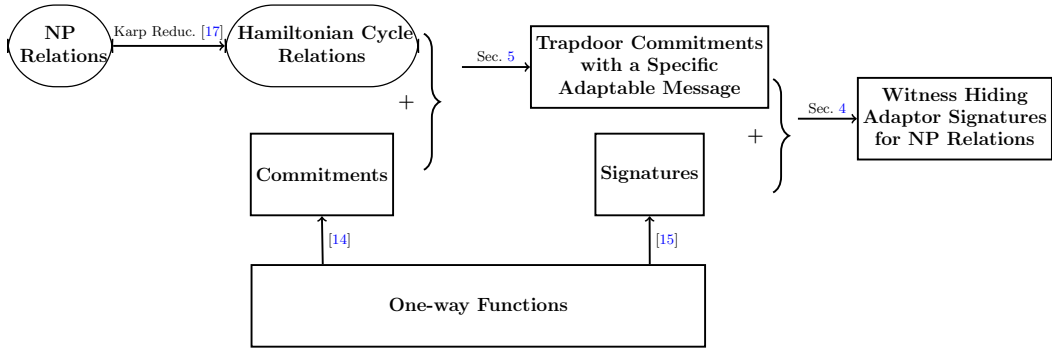 NP
Relations
Karp Reduc. [17]
Hamiltonian Cycle
Relations
+
Commitments
Sec. 5
Trapdoor Commitments
with a Specific
Adaptable Message
+
Signatures
Sec. 4
Witness Hiding
Adaptor Signatures
for NP Relations
[14]
[15]
One-way Functions